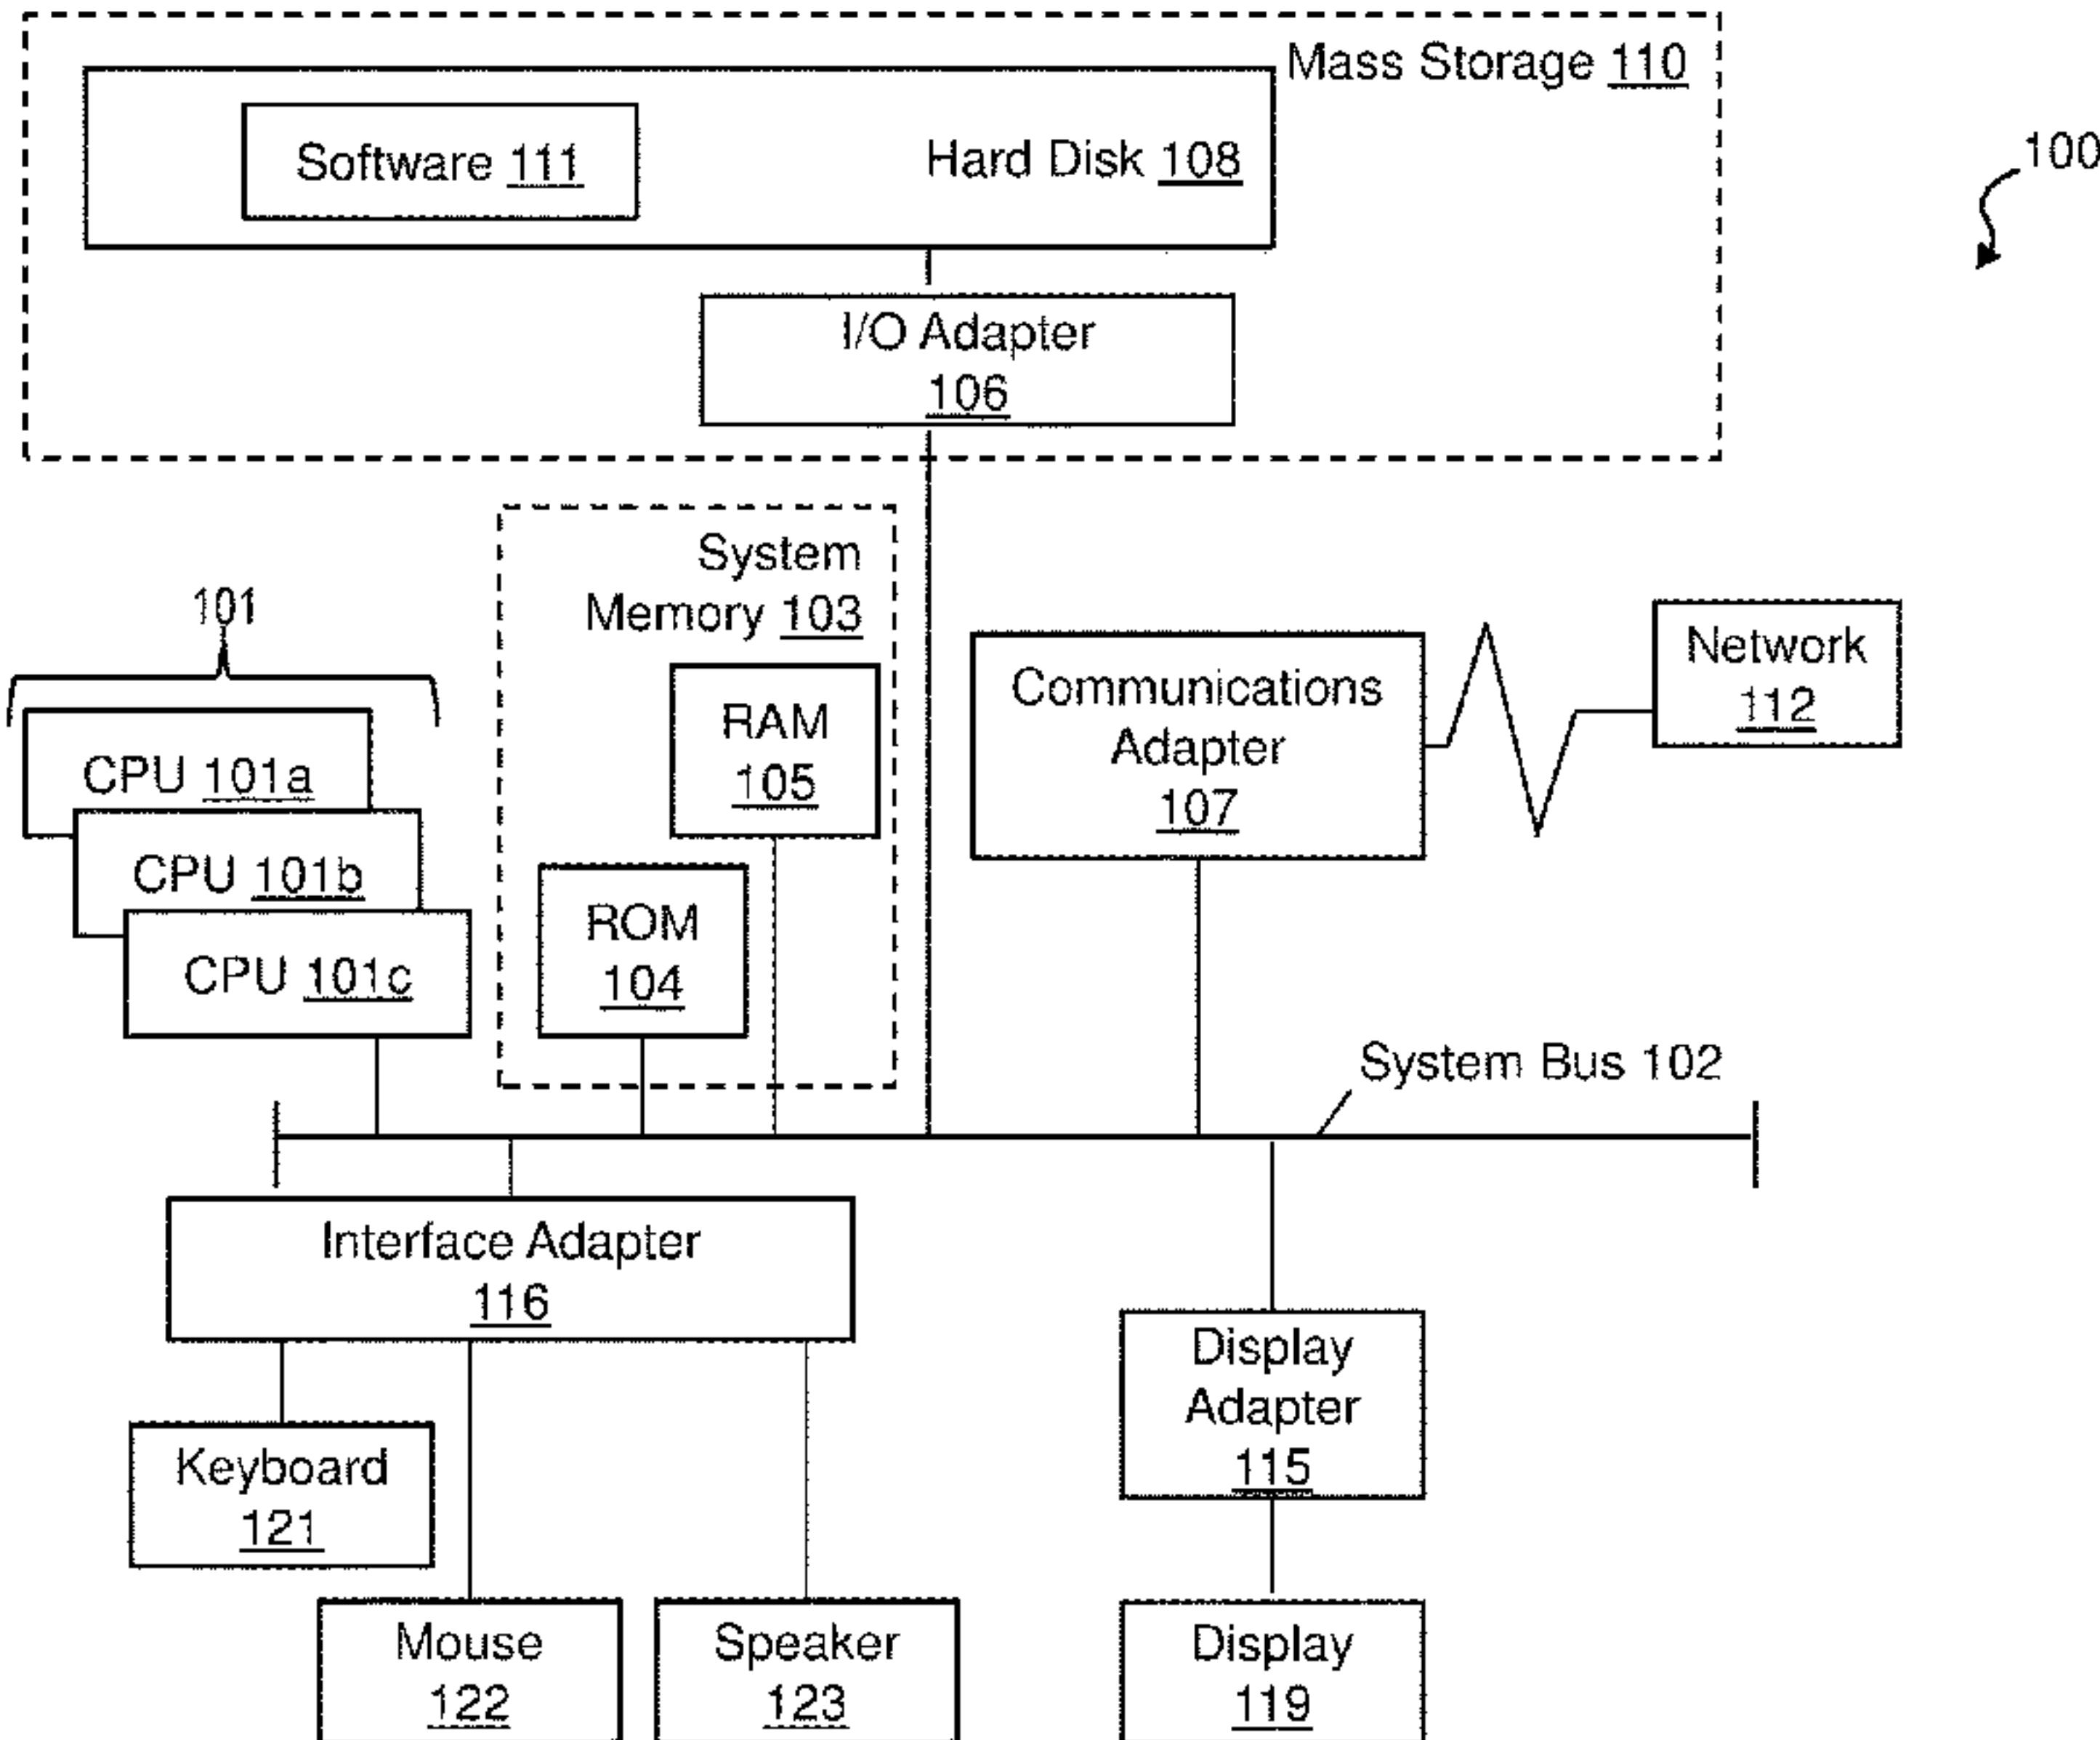 Mass Storage 110
Software 111
Hard Disk 108
100
I/O Adapter
106
System
Memory 103
101
RAM
105
Communications
Adapter
107
Network
112
CPU 101a
CPU 101b
CPU 101c
ROM
104
System Bus 102
Interface Adapter
116
Display
Adapter
115
Keyboard
121
Mouse
122
Speaker
123
Display
119